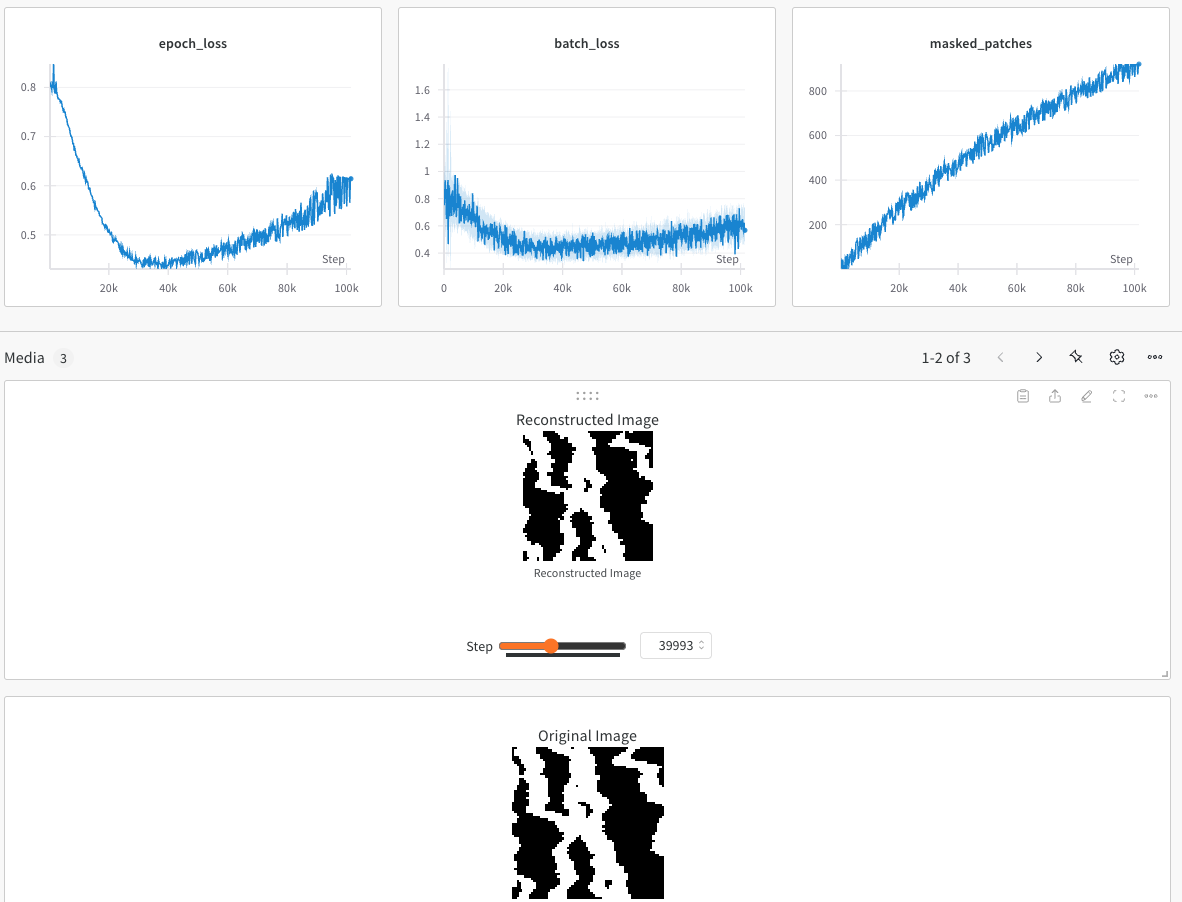 epoch_loss
0.8
0.7
0.6
0.5
Step
20k 40k 60k 80k 100k
batch_loss
1.6
1.4
1.2
1
0.8
0.6
0.4
Step
0 20k 40k 60k 80k 100k
masked_patches
800
600
400
200
Step
20k 40k 60k 80k 100k
Media 3
1-2 of 3
Reconstructed Image
Reconstructed Image
Step 39993
Original Image